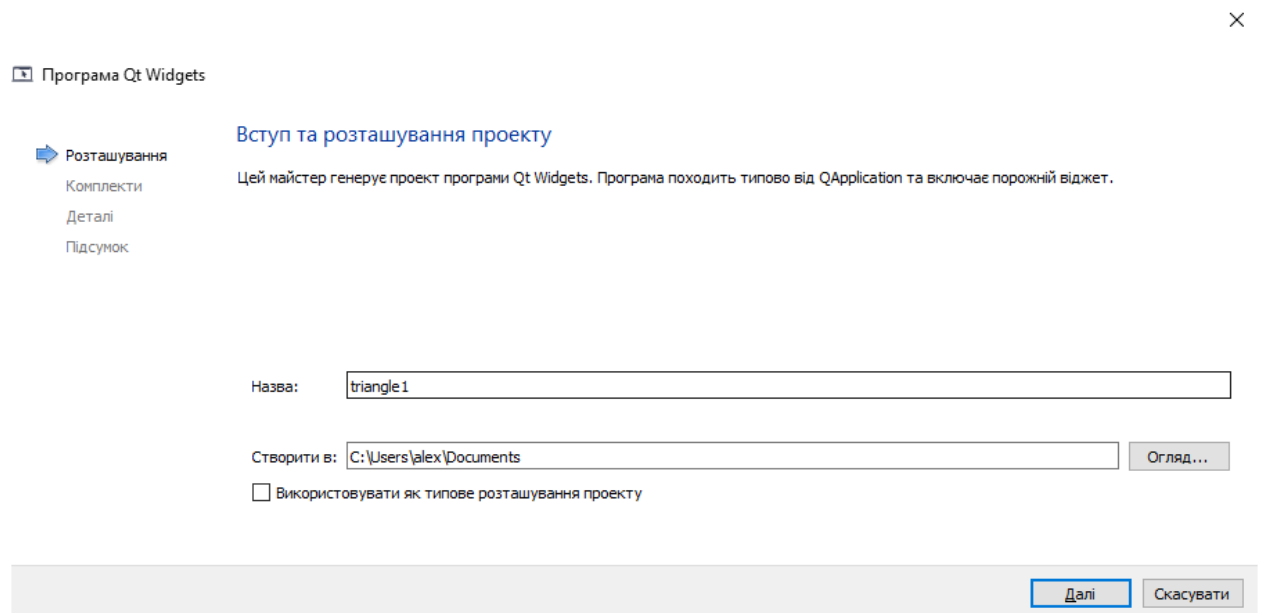 Програма Qt Widgets
Вступ та розташування проекту
Розташування
Комплекти
Деталі
Підсумок
Цей майстер генерує проект програми Qt Widgets. Програма походить типово від QApplication та включає порожній віджет.
Назва: triangle1
Створити в: C:\Users\alex\Documents Огляд...
Використовувати як типове розташування проекту
Далі Скасувати